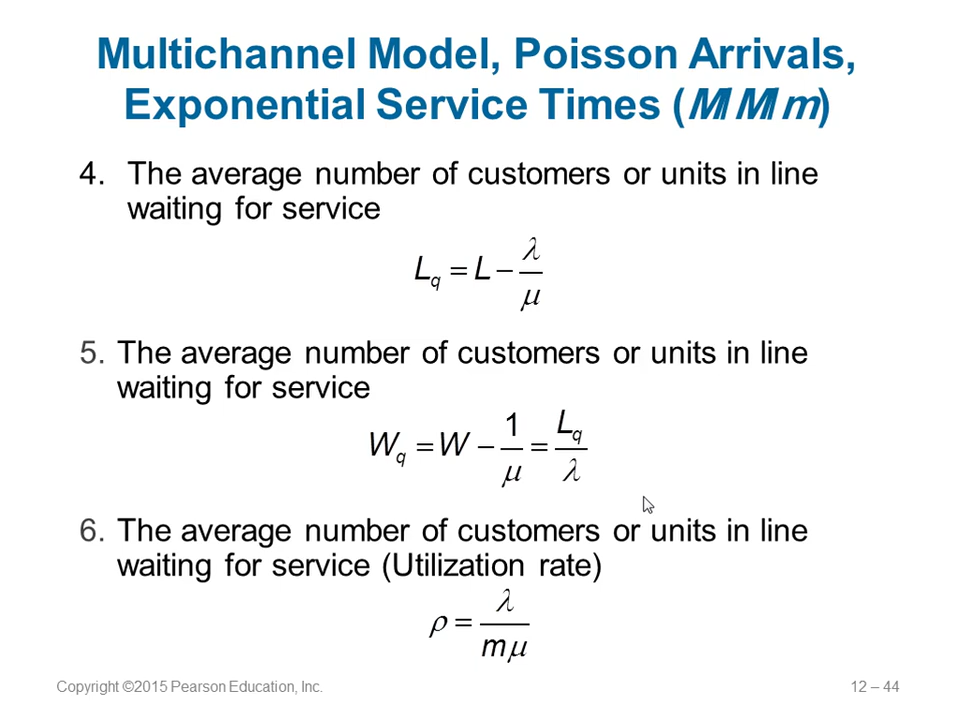 Multichannel Model, Poisson Arrivals,
Exponential Service Times (M/M/m)
4. The average number of customers or units in line
waiting for service
L_q = L − λ/μ
5. The average number of customers or units in line
waiting for service
W_q = W − 1/μ = L_q/λ
6. The average number of customers or units in line
waiting for service (Utilization rate)
ρ = λ/mμ
Copyright ©2015 Pearson Education, Inc.
12 – 44